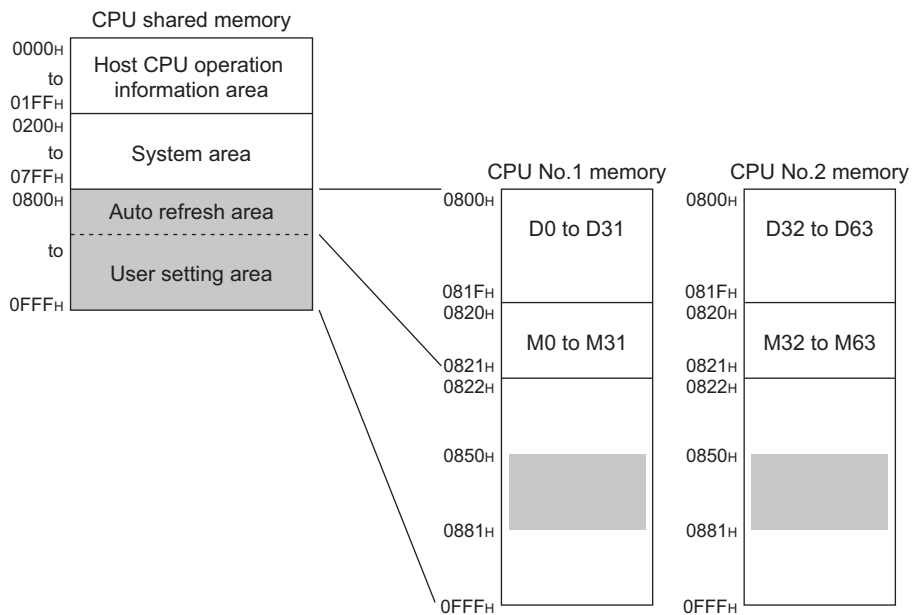 CPU shared memory
0000H
to
01FFH
Host CPU operation
information area
0200H
to
07FFH
System area
0800H
to
0FFFH
Auto refresh area
User setting area
CPU No.1 memory
0800H
D0 to D31
081FH
0820H
M0 to M31
0821H
0822H
0850H
0881H
0FFFH
CPU No.2 memory
0800H
D32 to D63
081FH
0820H
M32 to M63
0821H
0822H
0850H
0881H
0FFFH